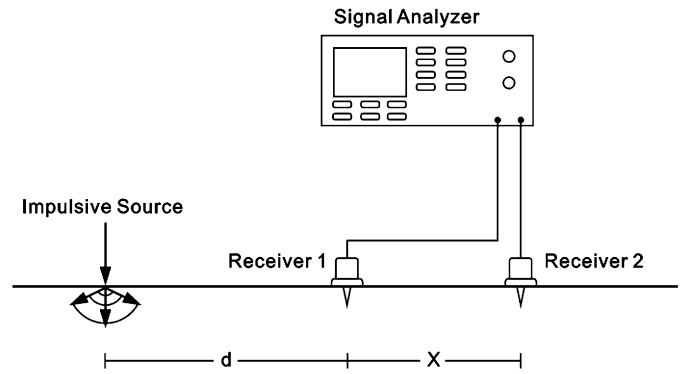 Signal Analyzer
Impulsive Source
Receiver 1
Receiver 2
d
X